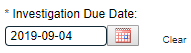 * Investigation Due Date:
2019-09-04
Clear